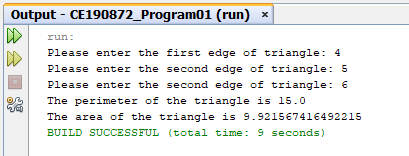 Output - CE190872_Program01 (run) ×
run:
Please enter the first edge of triangle: 4
Please enter the second edge of triangle: 5
Please enter the second edge of triangle: 6
The perimeter of the triangle is 15.0
The area of the triangle is 9.921567416492215
BUILD SUCCESSFUL (total time: 9 seconds)